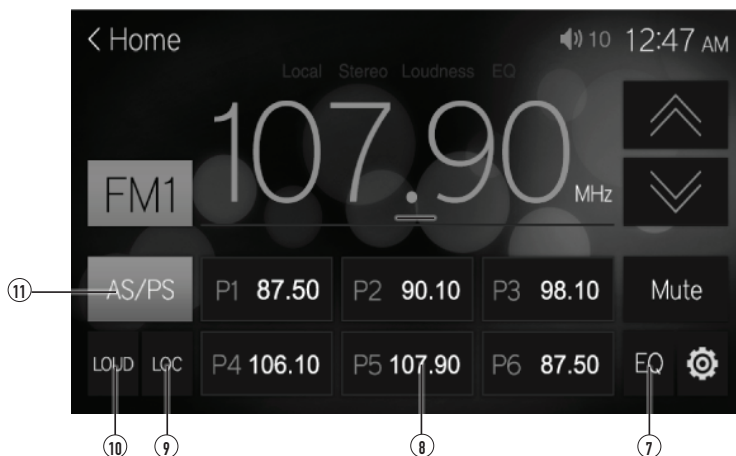 < Home 10 12:47 AM
Local Stereo Loudness EQ
FM1 107.90 MHz
AS/PS P1 87.50 P2 90.10 P3 98.10 Mute
LOUD LOC P4 106.10 P5 107.90 P6 87.50 EQ
11
10 9 8 7